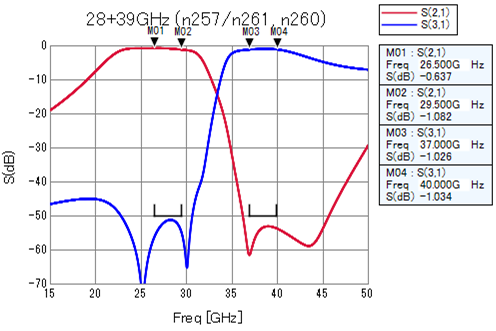 28+39GHz (n257/n261, n260)
M01 M02 M03 M04
S(2,1)
S(3,1)
0
-10
-20
-30
-40
-50
-60
-70
S(dB)
15 20 25 30 35 40 45 50
Freq [GHz]
M01 : S(2,1)
Freq 26.500G Hz
S(dB) -0.637
M02 : S(2,1)
Freq 29.500G Hz
S(dB) -1.082
M03 : S(3,1)
Freq 37.000G Hz
S(dB) -1.026
M04 : S(3,1)
Freq 40.000G Hz
S(dB) -1.034